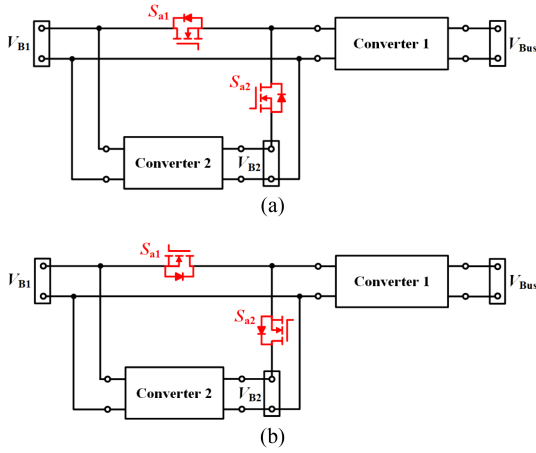 Sa1
VB1
Converter 1
VBus
Sa2
Converter 2
VB2
(a)
Sa1
VB1
Converter 1
VBus
Sa2
Converter 2
VB2
(b)